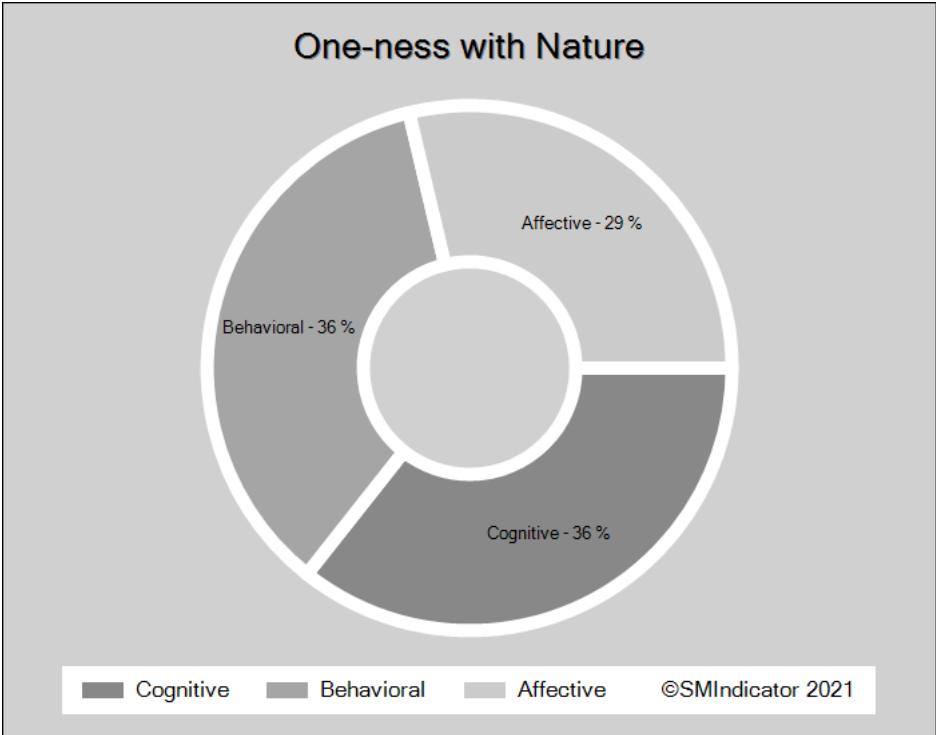 One-ness with Nature
Affective - 29 %
Behavioral - 36 %
Cognitive - 36 %
Cognitive Behavioral Affective ©SMIndicator 2021